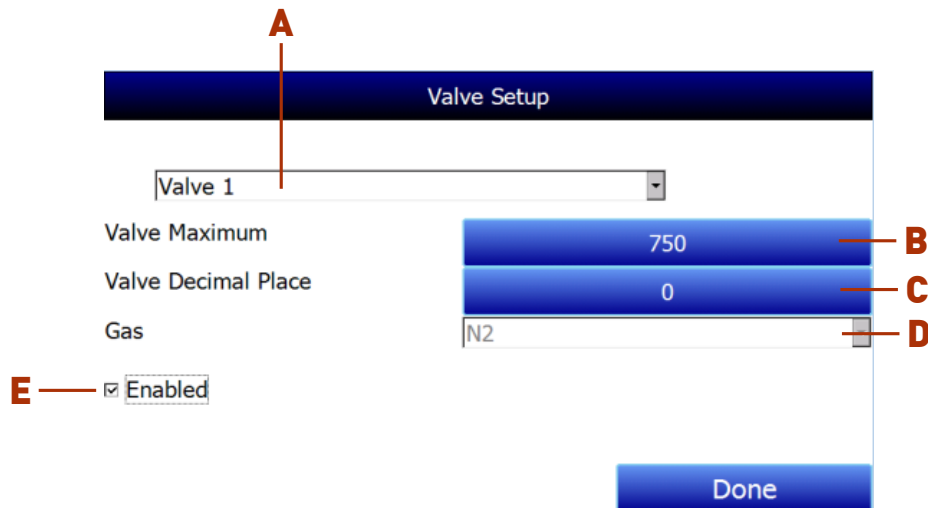 A
Valve Setup
Valve 1
Valve Maximum 750 B
Valve Decimal Place 0 C
Gas N2 D
E Enabled
Done